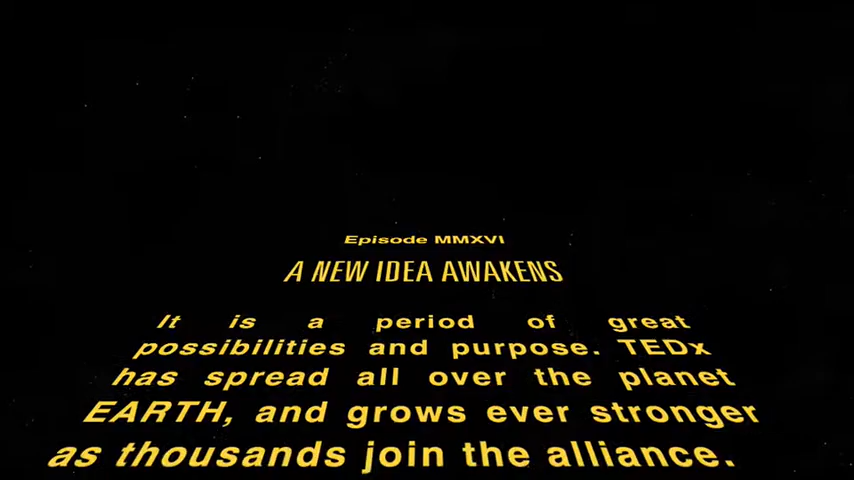 Episode MMXVI
A NEW IDEA AWAKENS
It is a period of great
possibilities and purpose. TEDx
has spread all over the planet
EARTH, and grows ever stronger
as thousands join the alliance.